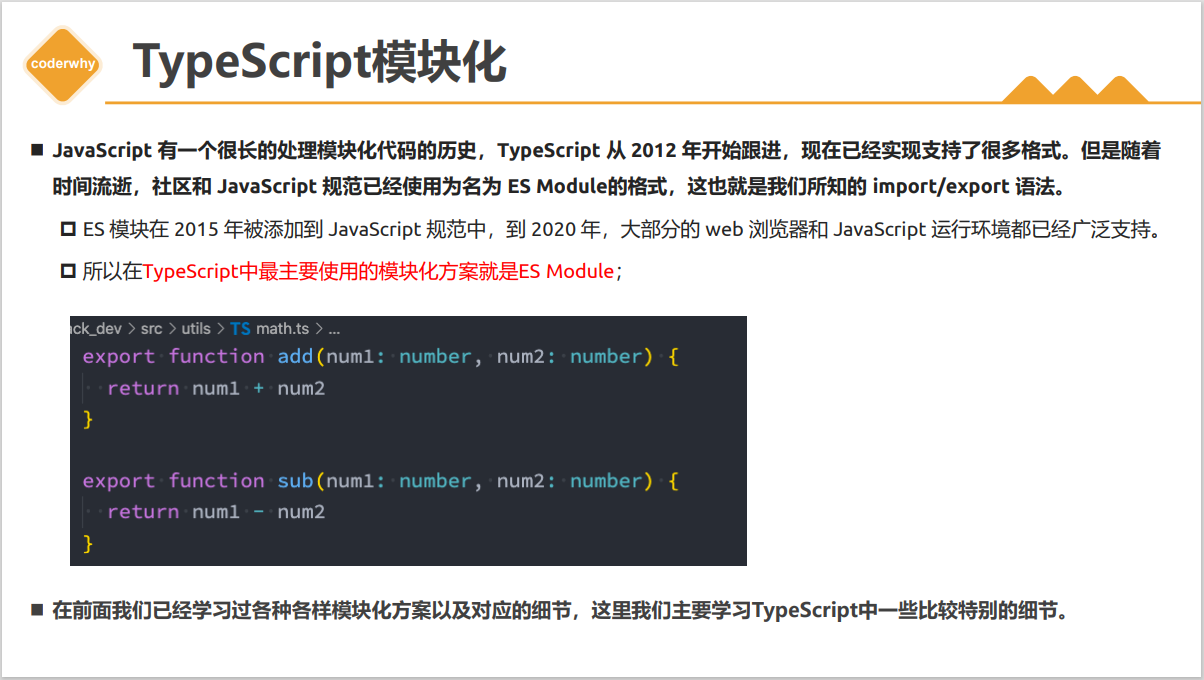 coderwhy
TypeScript模块化
JavaScript 有一个很长的处理模块化代码的历史，TypeScript 从 2012 年开始跟进，现在已经实现支持了很多格式。但是随着
时间流逝，社区和 JavaScript 规范已经使用为名为 ES Module的格式，这也就是我们所知的 import/export 语法。
ES 模块在 2015 年被添加到 JavaScript 规范中，到 2020 年，大部分的 web 浏览器和 JavaScript 运行环境都已经广泛支持。
所以在TypeScript中最主要使用的模块化方案就是ES Module；
ck_dev > src > utils > TS math.ts > ...
export function add(num1: number, num2: number) {
  return num1 + num2
}
export function sub(num1: number, num2: number) {
  return num1 - num2
}
在前面我们已经学习过各种各样模块化方案以及对应的细节，这里我们主要学习TypeScript中一些比较特别的细节。